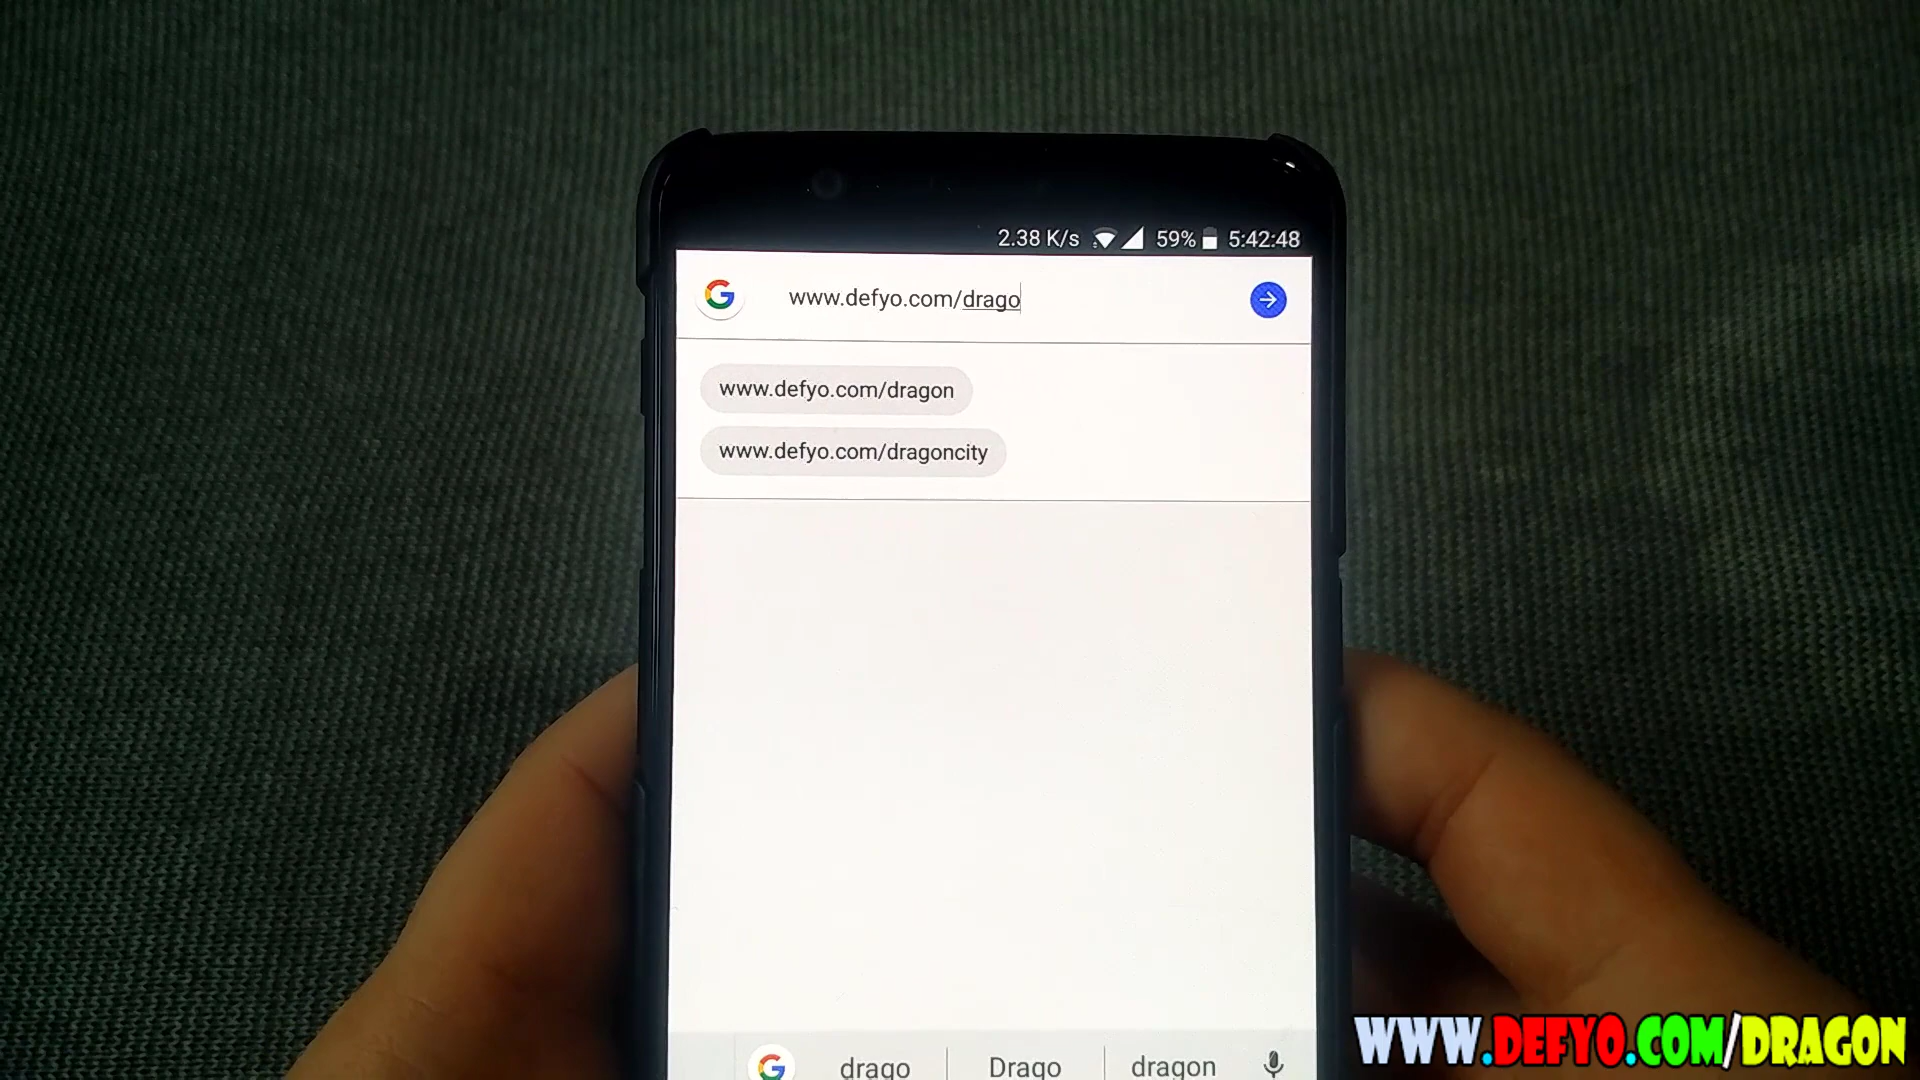 2.38 K/s 59% 5:42:48
www.defyo.com/drago
www.defyo.com/dragon
www.defyo.com/dragoncity
drago Drago dragon
WWW.DEFYO.COM/DRAGON